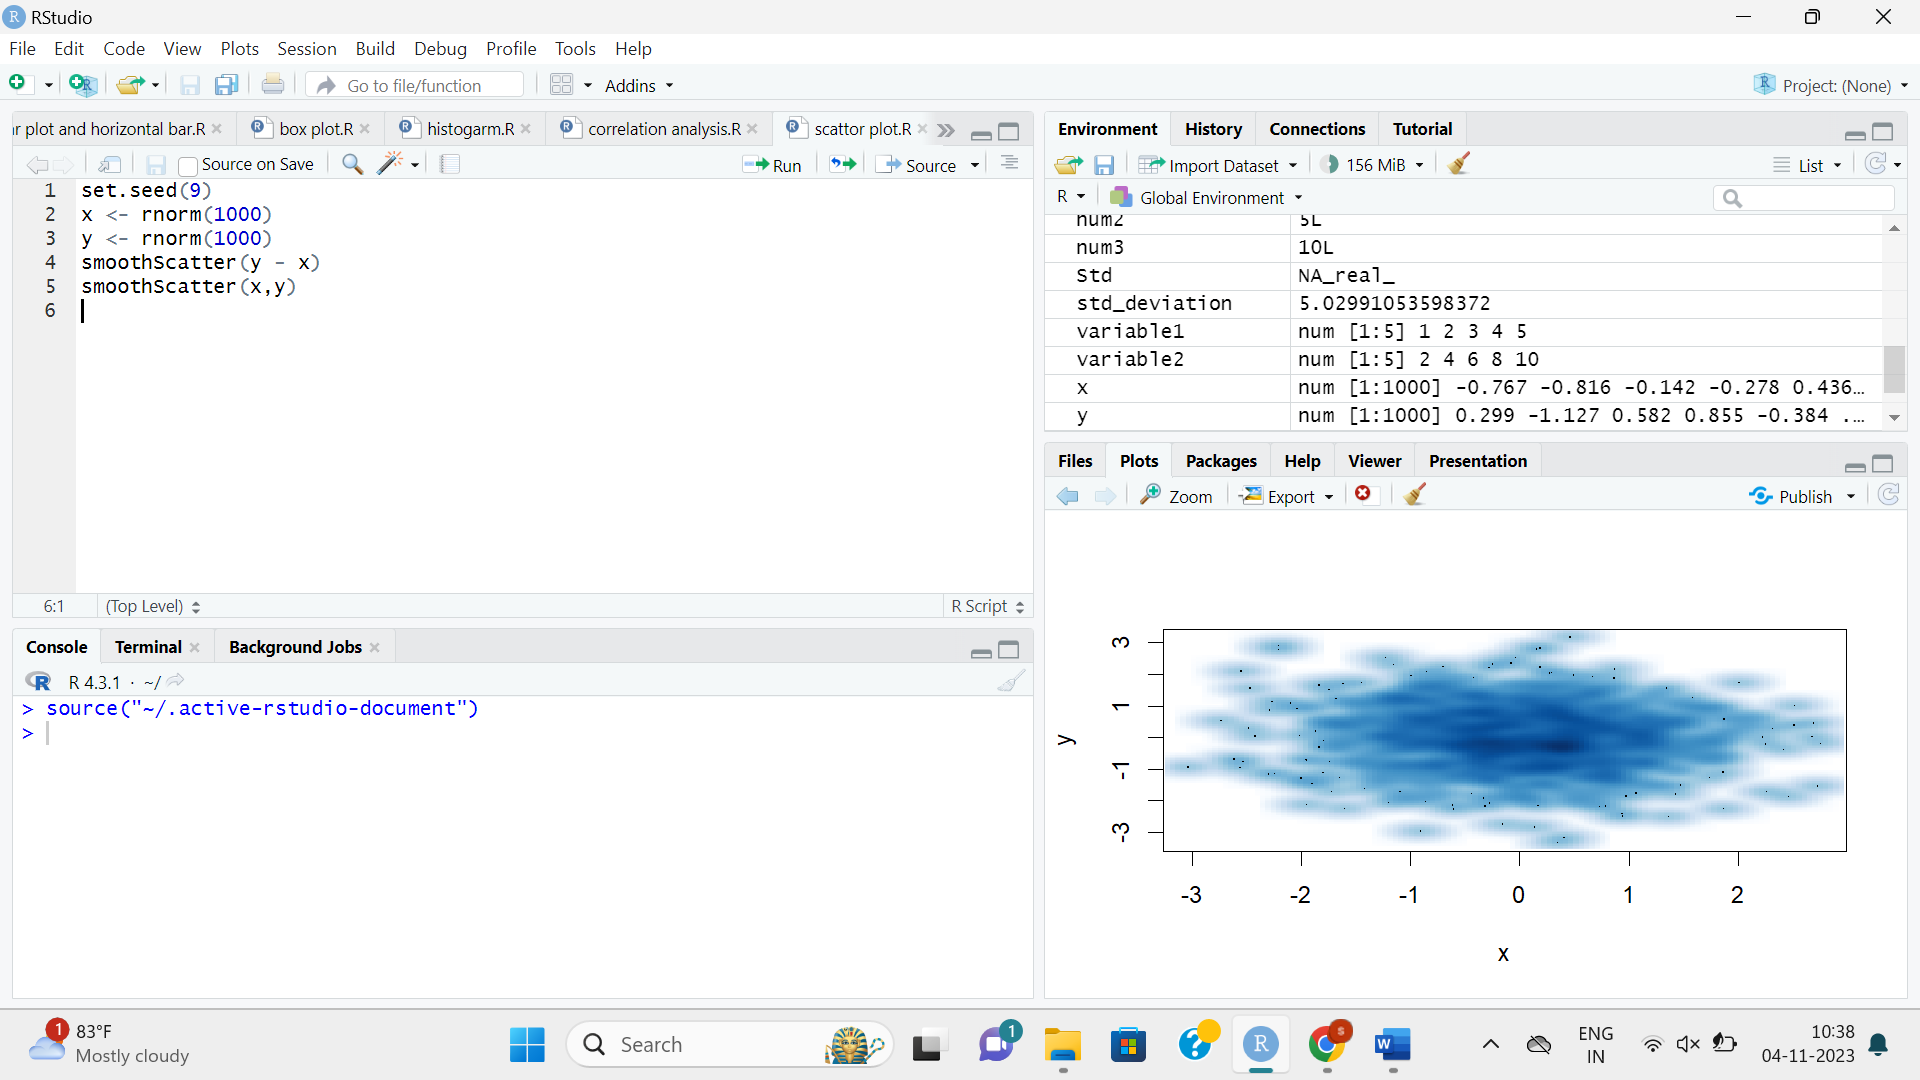 RStudio
File Edit Code View Plots Session Build Debug Profile Tools Help
Go to file/function Addins Project: (None)
r plot and horizontal bar.R box plot.R histogarm.R correlation analysis.R scattor plot.R
Source on Save Run Source
1 set.seed(9)
2 x <- rnorm(1000)
3 y <- rnorm(1000)
4 smoothScatter(y - x)
5 smoothScatter(x,y)
6
6:1 (Top Level) R Script
Console Terminal Background Jobs
R 4.3.1 · ~/
> source("~/.active-rstudio-document")
>
Environment History Connections Tutorial
Import Dataset 156 MiB List
R Global Environment
num2 5L
num3 10L
Std NA_real_
std_deviation 5.02991053598372
variable1 num [1:5] 1 2 3 4 5
variable2 num [1:5] 2 4 6 8 10
x num [1:1000] -0.767 -0.816 -0.142 -0.278 0.436…
y num [1:1000] 0.299 -1.127 0.582 0.855 -0.384 .…
Files Plots Packages Help Viewer Presentation
Zoom Export Publish
3
1
-1
-3
y
-3 -2 -1 0 1 2
x
1 83°F
Mostly cloudy
Search
1
S
ENG
IN
10:38
04-11-2023